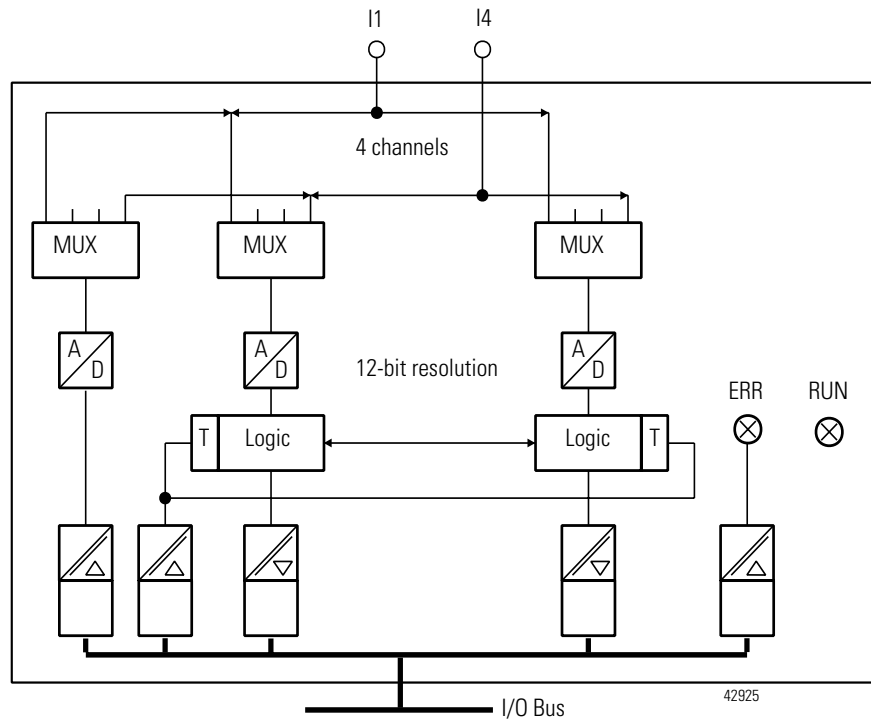 I1 I4
4 channels
MUX MUX MUX
A D A D A D
12-bit resolution
ERR RUN
T Logic Logic T
42925
I/O Bus